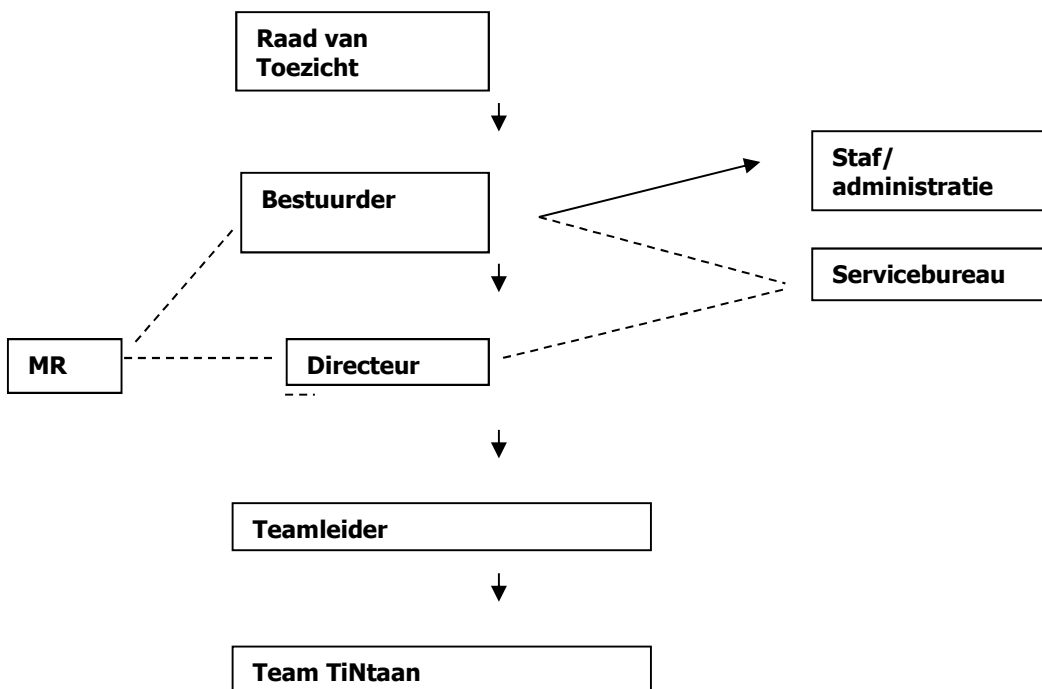 Raad van
Toezicht
Staf/
administratie
Bestuurder
Servicebureau
MR
Directeur
Teamleider
Team TiNtaan